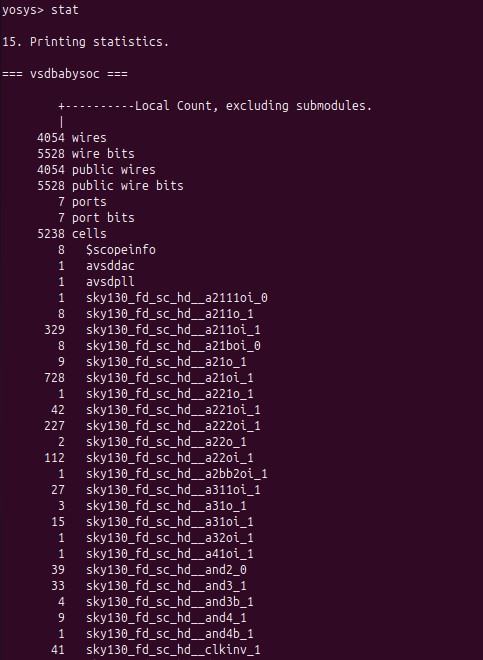 yosys> stat
15. Printing statistics.
=== vsdbabysoc ===
+----------Local Count, excluding submodules.
|
4054 wires
5528 wire bits
4054 public wires
5528 public wire bits
7 ports
7 port bits
5238 cells
8 $scopeinfo
1 avsddac
1 avsdpll
1 sky130_fd_sc_hd__a2111oi_0
8 sky130_fd_sc_hd__a211o_1
329 sky130_fd_sc_hd__a211oi_1
8 sky130_fd_sc_hd__a21boi_0
9 sky130_fd_sc_hd__a21o_1
728 sky130_fd_sc_hd__a21oi_1
1 sky130_fd_sc_hd__a221o_1
42 sky130_fd_sc_hd__a221oi_1
227 sky130_fd_sc_hd__a222oi_1
2 sky130_fd_sc_hd__a22o_1
112 sky130_fd_sc_hd__a22oi_1
1 sky130_fd_sc_hd__a2bb2oi_1
27 sky130_fd_sc_hd__a311oi_1
3 sky130_fd_sc_hd__a31o_1
15 sky130_fd_sc_hd__a31oi_1
1 sky130_fd_sc_hd__a32oi_1
1 sky130_fd_sc_hd__a41oi_1
39 sky130_fd_sc_hd__and2_0
33 sky130_fd_sc_hd__and3_1
4 sky130_fd_sc_hd__and3b_1
9 sky130_fd_sc_hd__and4_1
1 sky130_fd_sc_hd__and4b_1
41 sky130_fd_sc_hd__clkinv_1